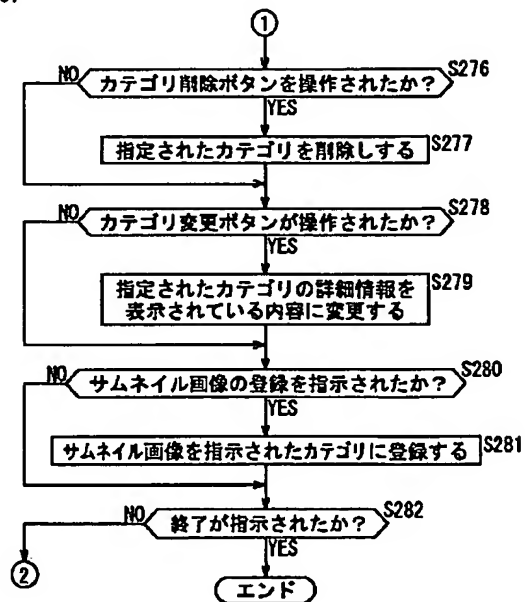 ①
NO カテゴリ削除ボタンを操作されたか? S276
YES
指定されたカテゴリを削除しする S277
NO カテゴリ変更ボタンが操作されたか? S278
YES
指定されたカテゴリの詳細情報を S279
表示されている内容に変更する
NO サムネイル画像の登録を指示されたか? S280
YES
サムネイル画像を指示されたカテゴリに登録する S281
NO 終了が指示されたか? S282
YES
②
エンド